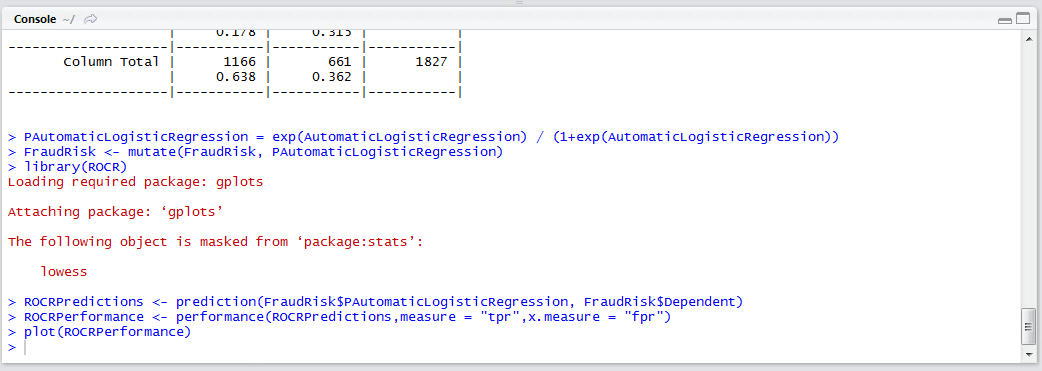 Console ~/
| 0.178 | 0.315 | |
--------------------|-----------|-----------|-----------|
Column Total | 1166 | 661 | 1827 |
| 0.638 | 0.362 | |
--------------------|-----------|-----------|-----------|
> PAutomaticLogisticRegression = exp(AutomaticLogisticRegression) / (1+exp(AutomaticLogisticRegression))
> FraudRisk <- mutate(FraudRisk, PAutomaticLogisticRegression)
> library(ROCR)
Loading required package: gplots
Attaching package: ‘gplots’
The following object is masked from ‘package:stats’:
lowess
> ROCRPredictions <- prediction(FraudRisk$PAutomaticLogisticRegression, FraudRisk$Dependent)
> ROCRPerformance <- performance(ROCRPredictions,measure = "tpr",x.measure = "fpr")
> plot(ROCRPerformance)
>